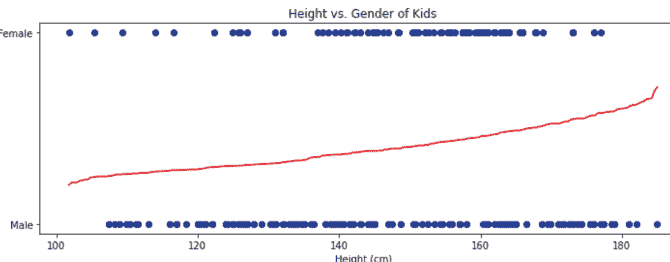 Height vs. Gender of Kids
Female
Male
100 120 140 160 180
Height (cm)